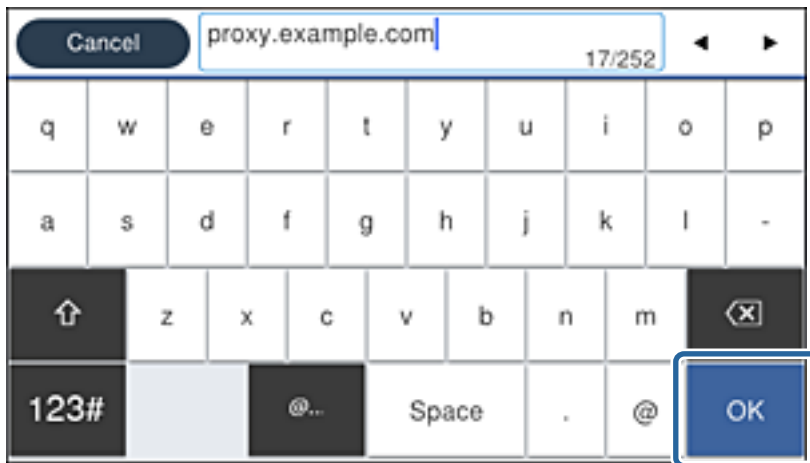 Cancel
proxy.example.com
17/252
q w e r t y u i o p
a s d f g h j k l -
z x c v b n m
123# @... Space . @ OK